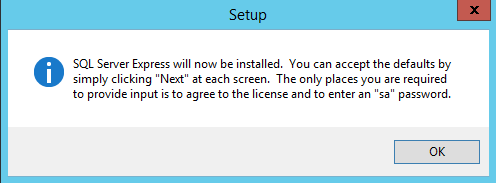 Setup
x
SQL Server Express will now be installed.  You can accept the defaults by
simply clicking "Next" at each screen.  The only places you are required
to provide input is to agree to the license and to enter an "sa" password.
OK